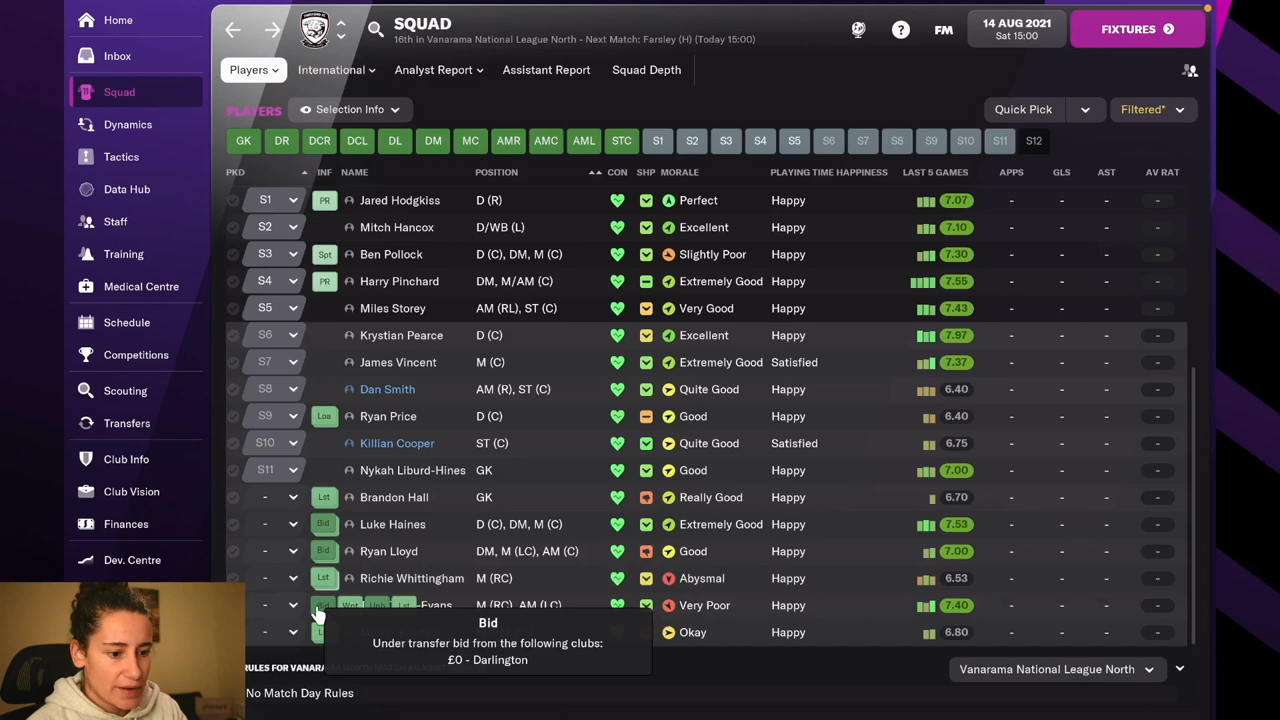 Home
Inbox
Squad
Dynamics
Tactics
Data Hub
Staff
Training
Medical Centre
Schedule
Competitions
Scouting
Transfers
Club Info
Club Vision
Finances
Dev. Centre
SQUAD
16th in Vanarama National League North - Next Match: Farsley (H) (Today 15:00)
FM
14 AUG 2021
Sat 15:00
FIXTURES
Players
International
Analyst Report
Assistant Report
Squad Depth
PLAYERS
Selection Info
Quick Pick
Filtered*
GK DR DCR DCL DL DM MC AMR AMC AML STC S1 S2 S3 S4 S5 S6 S7 S8 S9 S10 S11 S12
PKD INF NAME POSITION CON SHP MORALE PLAYING TIME HAPPINESS LAST 5 GAMES APPS GLS AST AV RAT
S1 PR Jared Hodgkiss D (R) Perfect Happy 7.07 - - - -
S2 Mitch Hancox D/WB (L) Excellent Happy 7.10 - - - -
S3 Spt Ben Pollock D (C), DM, M (C) Slightly Poor Happy 7.30 - - - -
S4 PR Harry Pinchard DM, M/AM (C) Extremely Good Happy 7.55 - - - -
S5 Miles Storey AM (RL), ST (C) Very Good Happy 7.43 - - - -
S6 Krystian Pearce D (C) Excellent Happy 7.97 - - - -
S7 James Vincent M (C) Extremely Good Satisfied 7.37 - - - -
S8 Dan Smith AM (R), ST (C) Quite Good Happy 6.40 - - - -
S9 Loa Ryan Price D (C) Good Happy 6.40 - - - -
S10 Killian Cooper ST (C) Quite Good Satisfied 6.75 - - - -
S11 Nykah Liburd-Hines GK Good Happy 7.00 - - - -
- Lst Brandon Hall GK Really Good Happy 6.70 - - - -
- Bid Luke Haines D (C), DM, M (C) Extremely Good Happy 7.53 - - - -
- Bid Ryan Lloyd DM, M (LC), AM (C) Good Happy 7.00 - - - -
- Lst Richie Whittingham M (RC) Abysmal Happy 6.53 - - - -
- Bid Wnt Unh Lst -Evans M (RC), AM (LC) Very Poor Happy 7.40 - - - -
- Okay Happy 6.80 - - - -
Bid
Under transfer bid from the following clubs:
£0 - Darlington
Vanarama National League North
No Match Day Rules